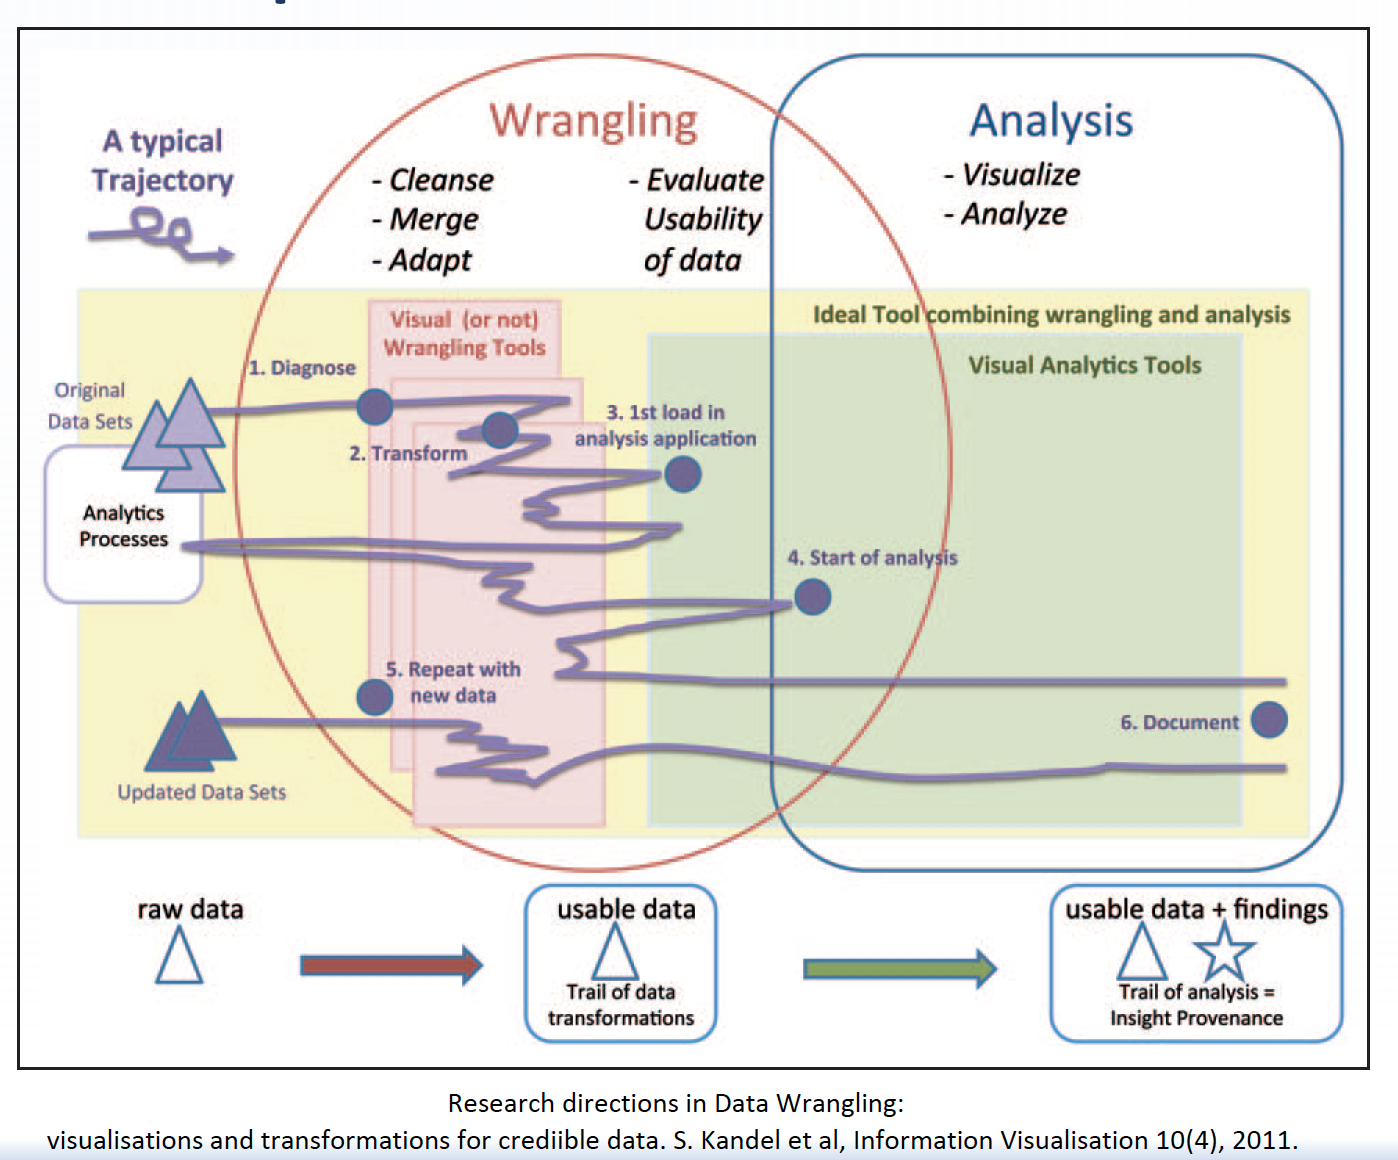 A typical
Trajectory
Wrangling
- Cleanse
- Merge
- Adapt
- Evaluate
Usability
of data
Analysis
- Visualize
- Analyze
Ideal Tool combining wrangling and analysis
Visual (or not)
Wrangling Tools
Visual Analytics Tools
1. Diagnose
Original
Data Sets
2. Transform
3. 1st load in
analysis application
Analytics
Processes
4. Start of analysis
5. Repeat with
new data
6. Document
Updated Data Sets
raw data
usable data
Trail of data
transformations
usable data + findings
Trail of analysis =
Insight Provenance
Research directions in Data Wrangling:
visualisations and transformations for crediible data. S. Kandel et al, Information Visualisation 10(4), 2011.